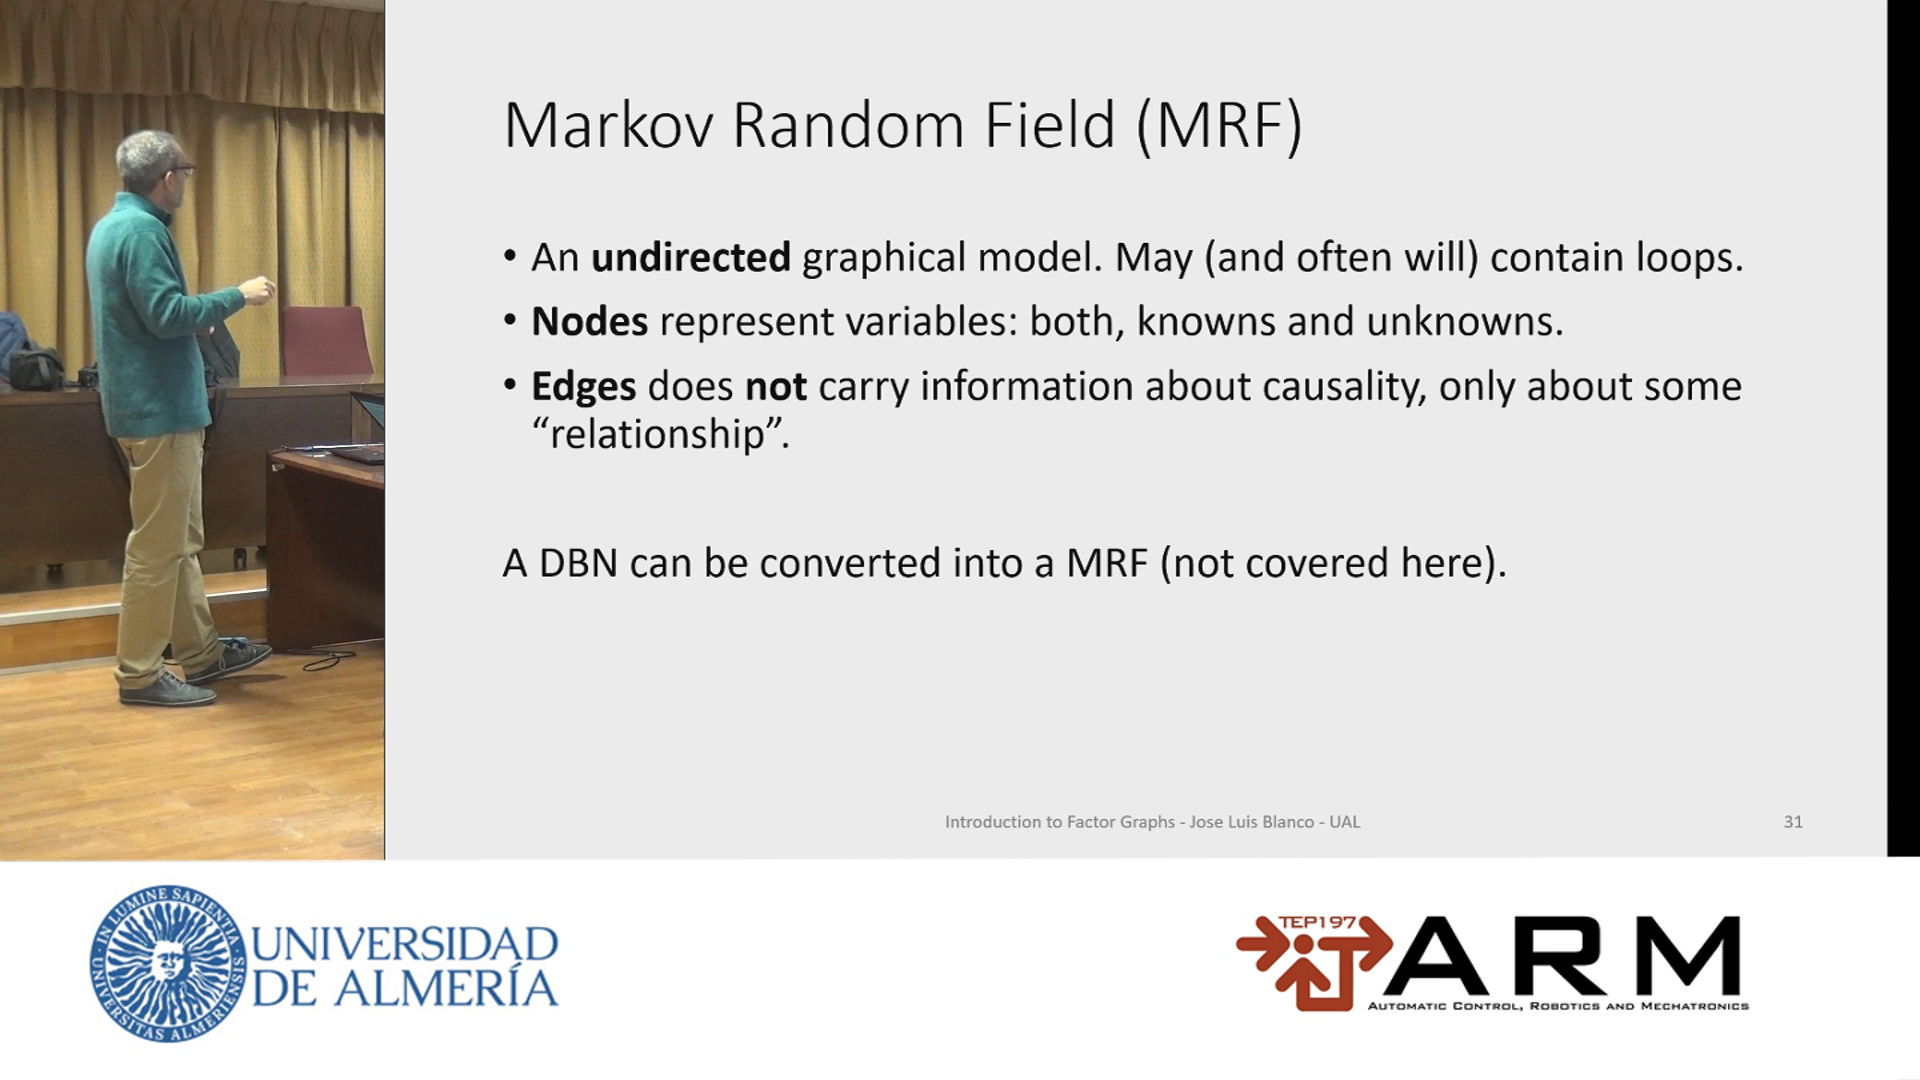 Markov Random Field (MRF)
• An undirected graphical model. May (and often will) contain loops.
• Nodes represent variables: both, knowns and unknowns.
• Edges does not carry information about causality, only about some
“relationship”.
A DBN can be converted into a MRF (not covered here).
Introduction to Factor Graphs - Jose Luis Blanco - UAL
31
IN LUMINE SAPIENTIA
UNIVERSITAS ALMERIENSIS
UNIVERSIDAD
DE ALMERÍA
TEP197
ARM
AUTOMATIC CONTROL, ROBOTICS AND MECHATRONICS